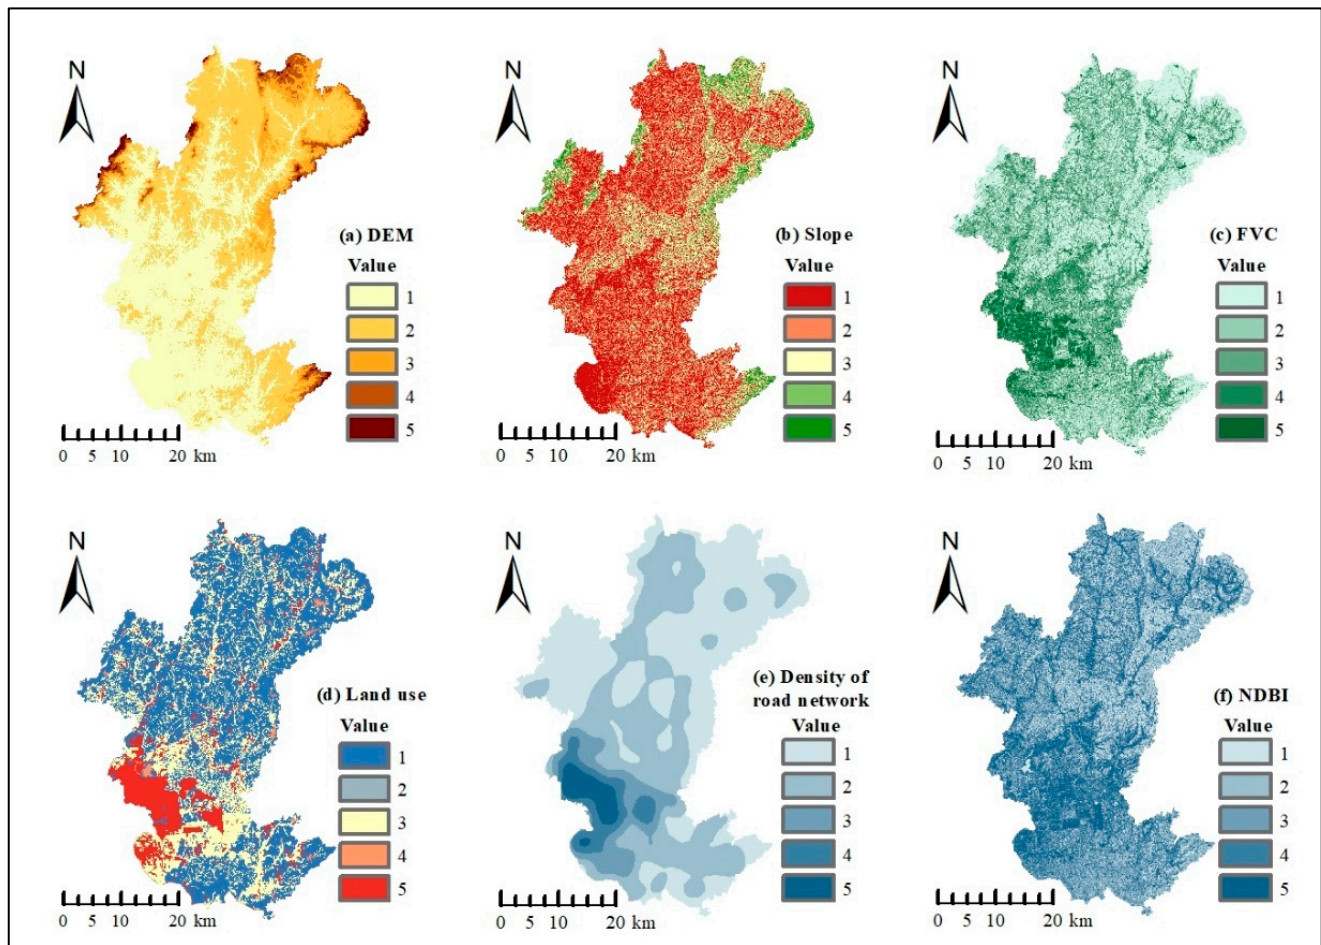 N
(a) DEM
Value
1
2
3
4
5
0 5 10 20 km
N
(b) Slope
Value
1
2
3
4
5
0 5 10 20 km
N
(c) FVC
Value
1
2
3
4
5
0 5 10 20 km
N
(d) Land use
Value
1
2
3
4
5
0 5 10 20 km
N
(e) Density of
road network
Value
1
2
3
4
5
0 5 10 20 km
N
(f) NDBI
Value
1
2
3
4
5
0 5 10 20 km